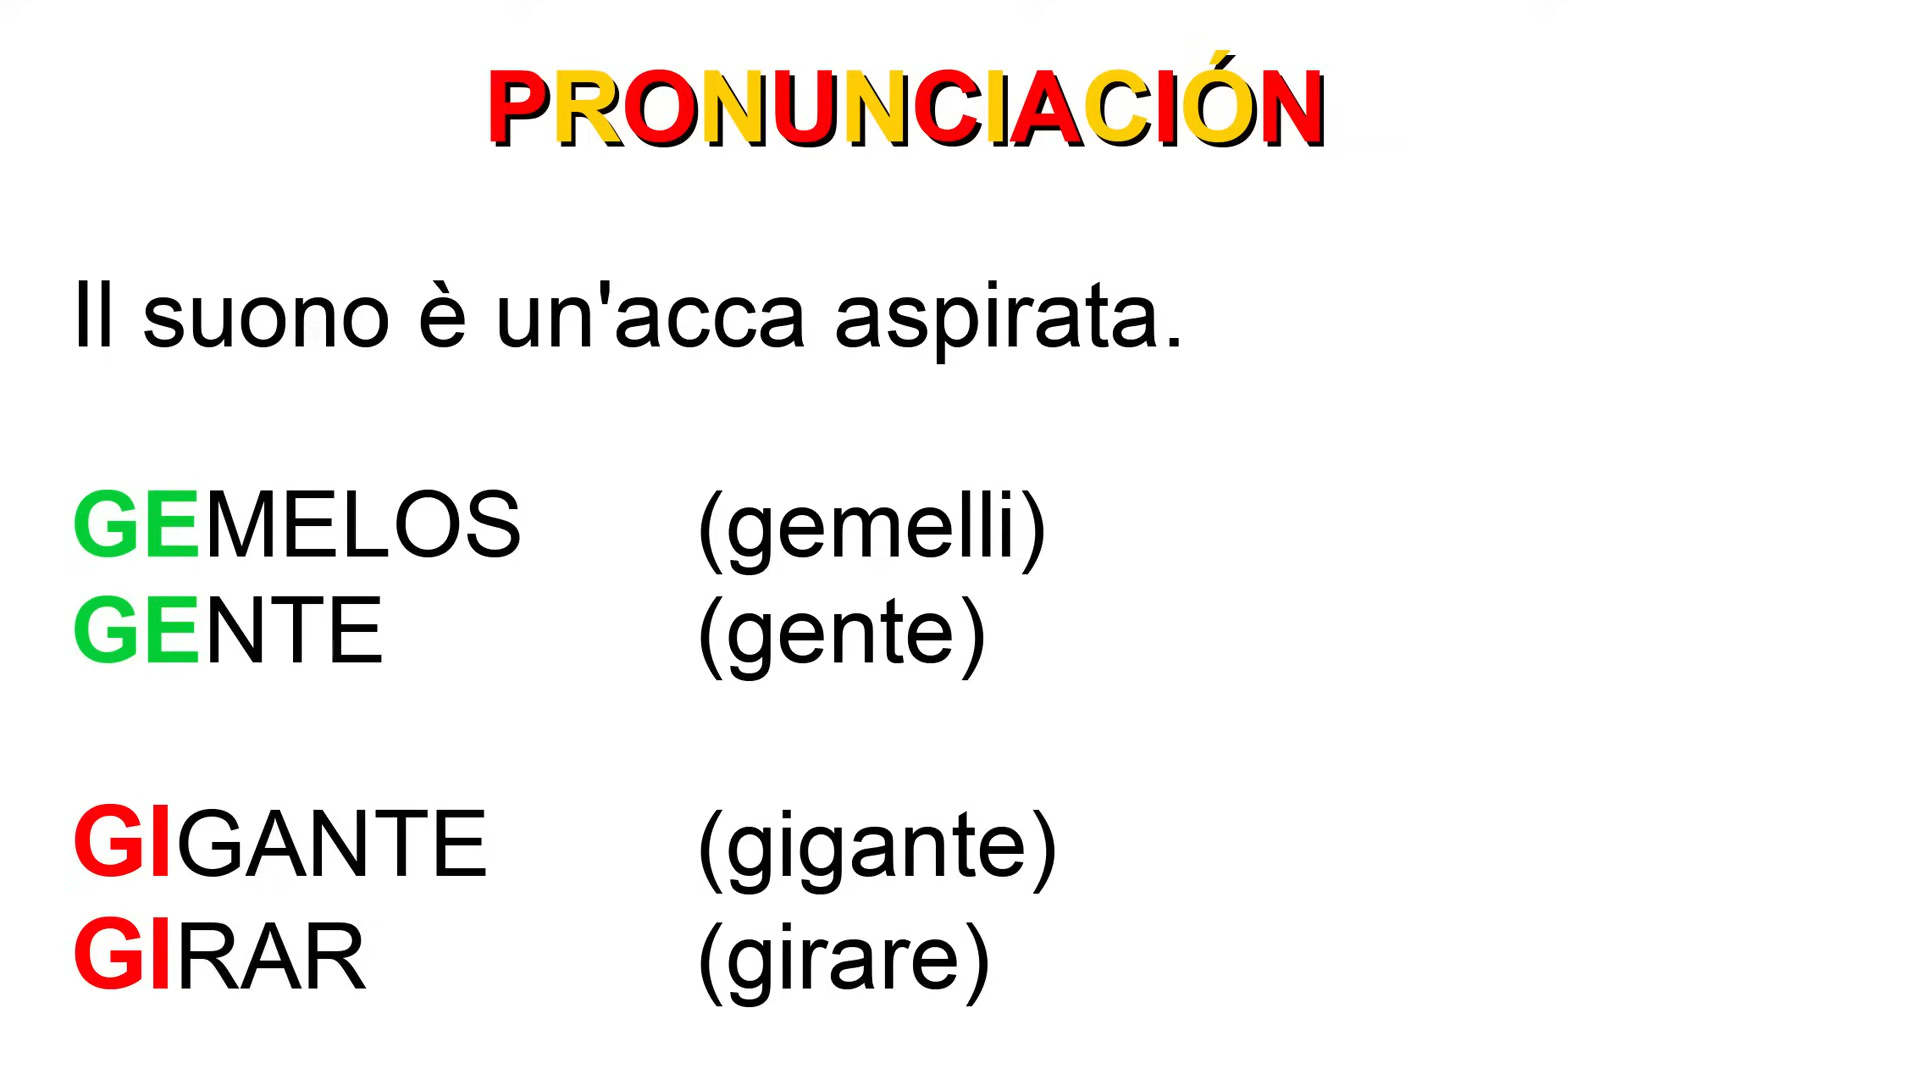 PRONUNCIACIÓN
Il suono è un'acca aspirata.
GEMELOS (gemelli)
GENTE (gente)
GIGANTE (gigante)
GIRAR (girare)